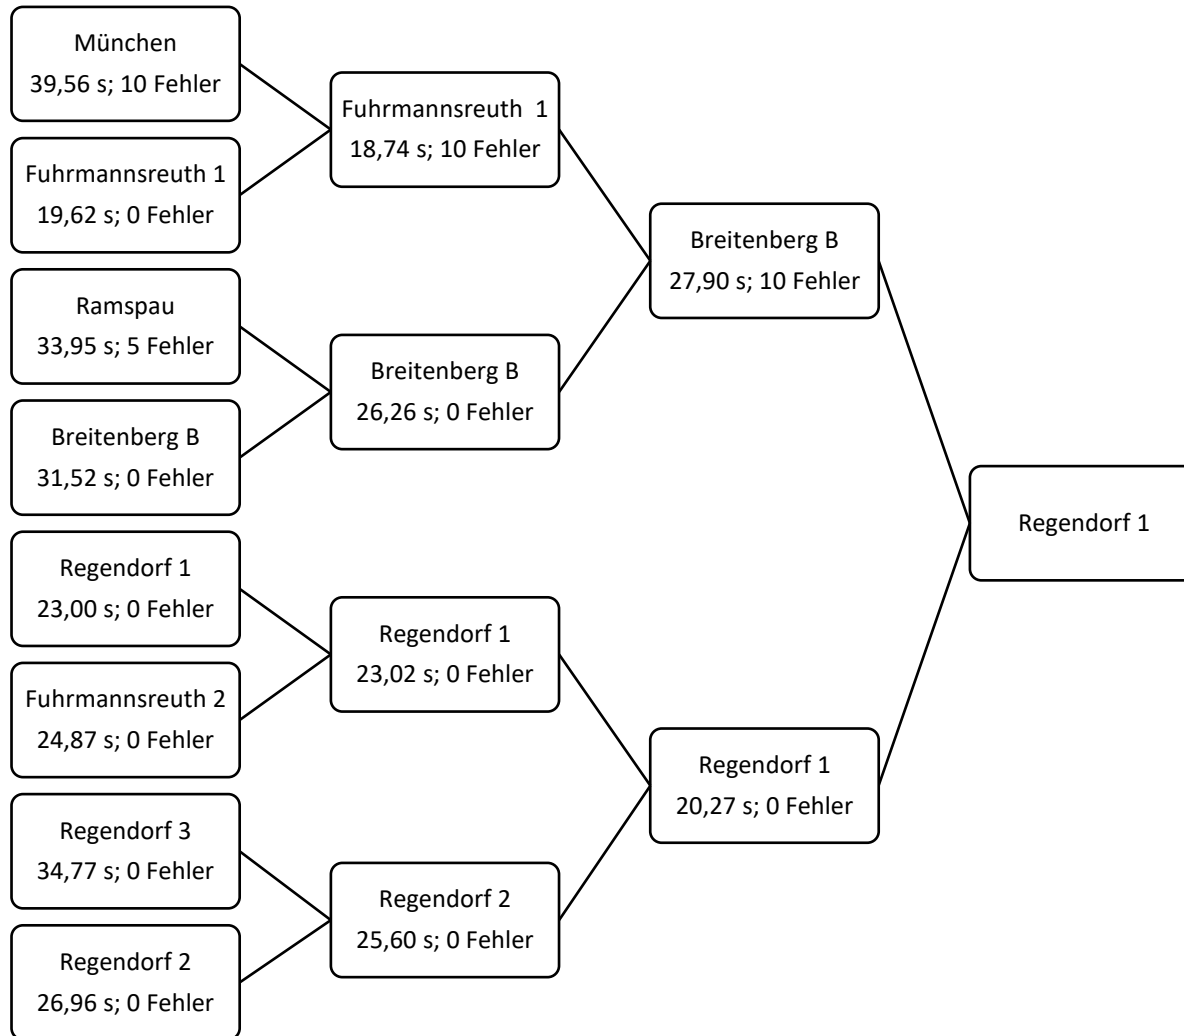 München
39,56 s; 10 Fehler
Fuhrmannsreuth 1
19,62 s; 0 Fehler
Ramspau
33,95 s; 5 Fehler
Breitenberg B
31,52 s; 0 Fehler
Regendorf 1
23,00 s; 0 Fehler
Fuhrmannsreuth 2
24,87 s; 0 Fehler
Regendorf 3
34,77 s; 0 Fehler
Regendorf 2
26,96 s; 0 Fehler
Fuhrmannsreuth  1
18,74 s; 10 Fehler
Breitenberg B
26,26 s; 0 Fehler
Regendorf 1
23,02 s; 0 Fehler
Regendorf 2
25,60 s; 0 Fehler
Breitenberg B
27,90 s; 10 Fehler
Regendorf 1
20,27 s; 0 Fehler
Regendorf 1